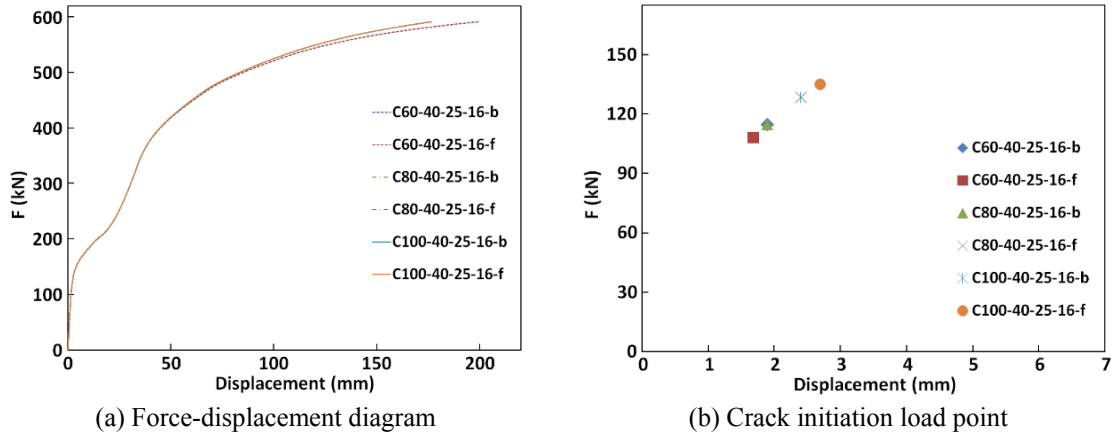 600
500
400
300
200
100
0
F (kN)
0
50
100
150
200
Displacement (mm)
C60-40-25-16-b
C60-40-25-16-f
C80-40-25-16-b
C80-40-25-16-f
C100-40-25-16-b
C100-40-25-16-f
(a) Force-displacement diagram
150
120
90
60
30
0
F (kN)
0
1
2
3
4
5
6
7
Displacement (mm)
C60-40-25-16-b
C60-40-25-16-f
C80-40-25-16-b
C80-40-25-16-f
C100-40-25-16-b
C100-40-25-16-f
(b) Crack initiation load point